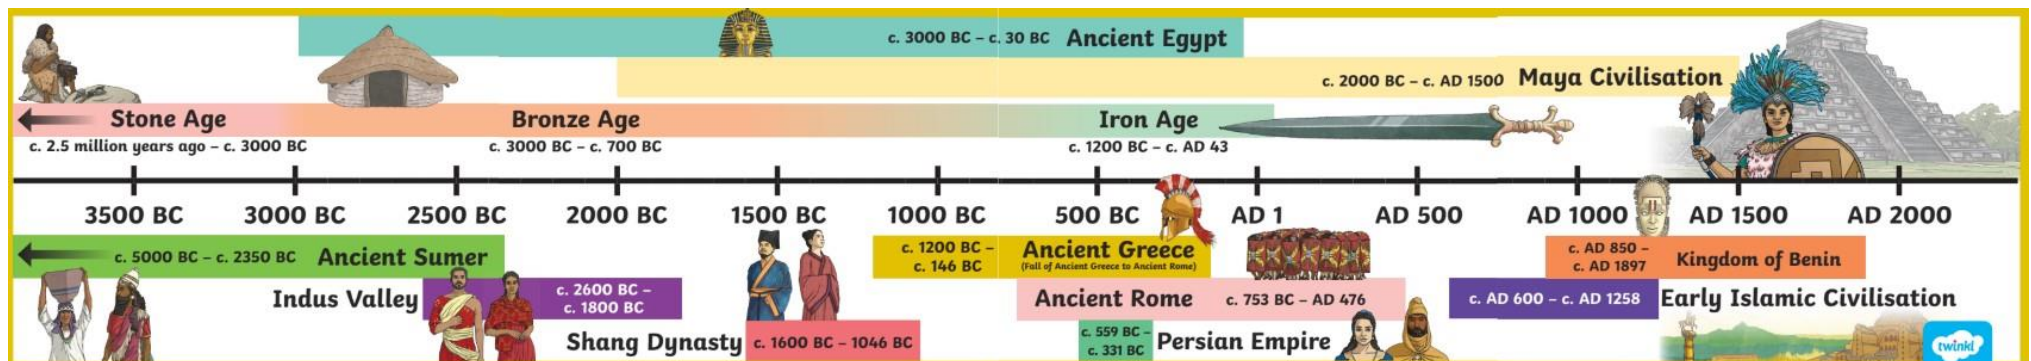 c. 3000 BC – c. 30 BC Ancient Egypt
c. 2000 BC – c. AD 1500 Maya Civilisation
Stone Age
c. 2.5 million years ago – c. 3000 BC
Bronze Age
c. 3000 BC – c. 700 BC
Iron Age
c. 1200 BC – c. AD 43
3500 BC 3000 BC 2500 BC 2000 BC 1500 BC 1000 BC 500 BC AD 1 AD 500 AD 1000 AD 1500 AD 2000
c. 5000 BC – c. 2350 BC Ancient Sumer
c. 1200 BC –
c. 146 BC
Ancient Greece
(Fall of Ancient Greece to Ancient Rome)
c. AD 850 –
c. AD 1897
Kingdom of Benin
Indus Valley
c. 2600 BC –
c. 1800 BC
Ancient Rome c. 753 BC – AD 476
c. AD 600 – c. AD 1258 Early Islamic Civilisation
Shang Dynasty c. 1600 BC – 1046 BC
c. 559 BC –
c. 331 BC
Persian Empire
twinkl